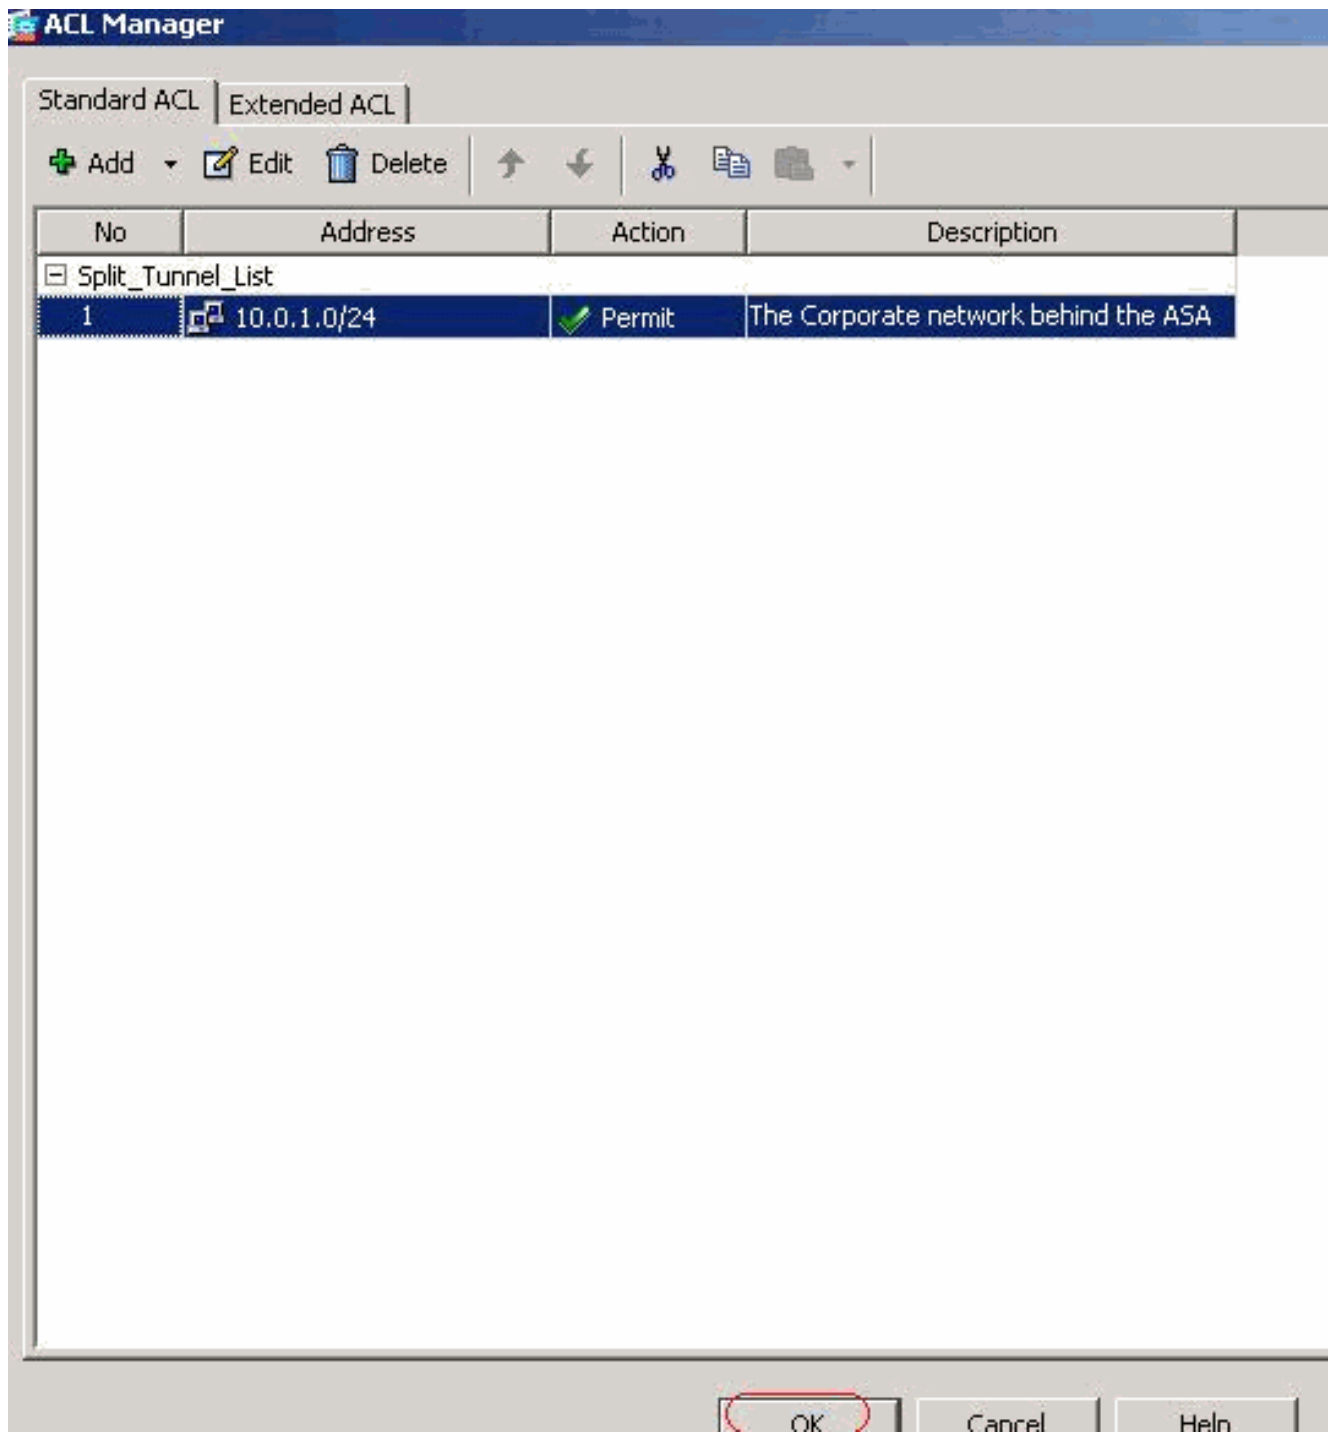 ACL Manager
Standard ACL Extended ACL
Add Edit Delete
No Address Action Description
Split_Tunnel_List
1 10.0.1.0/24 Permit The Corporate network behind the ASA
OK Cancel Help